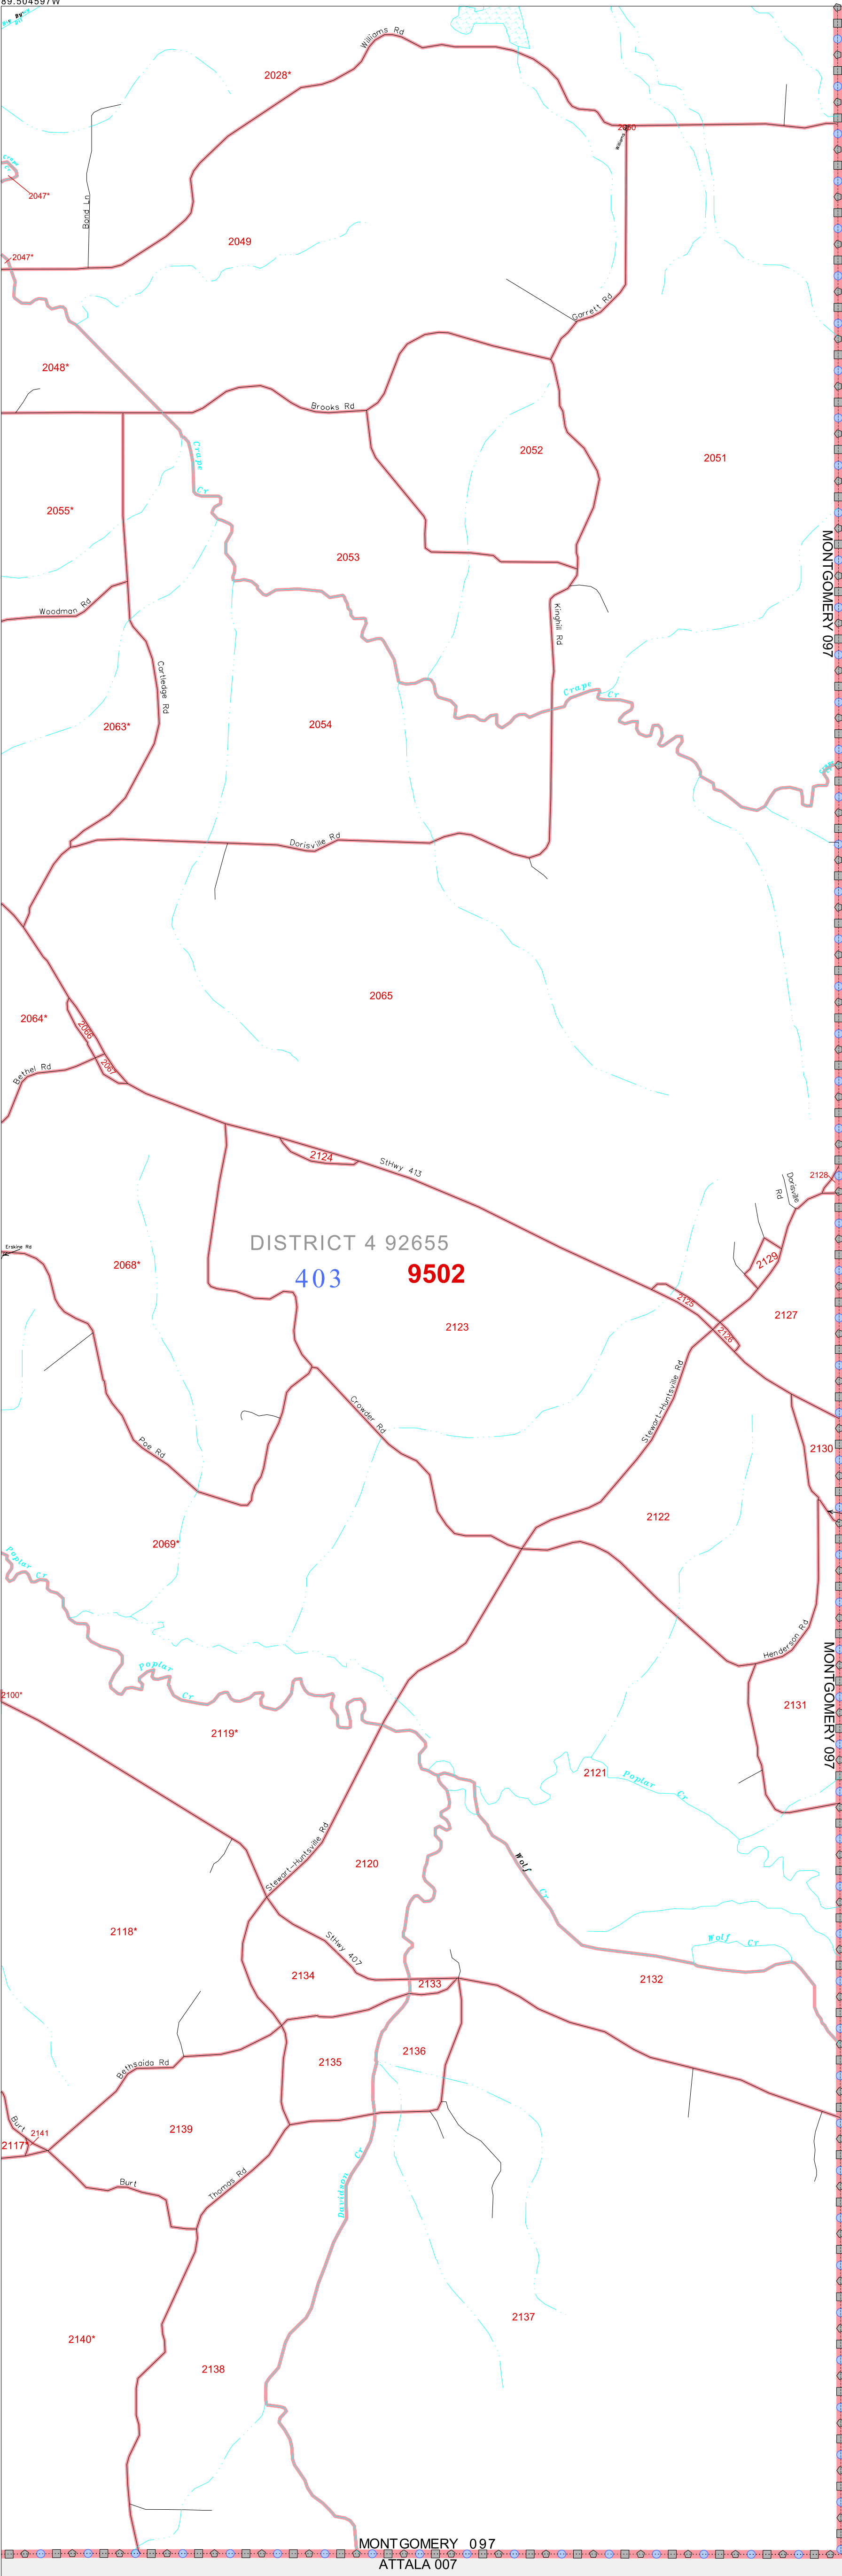 89.504597W
Williams Rd
2028*
2050
Williams
Crape
Cr
2047*
Bond Ln
2049
2047*
Garrett Rd
2048*
Brooks Rd
2052
2051
Crape
Cr
2055*
MONTGOMERY 097
2053
Woodman Rd
Kinghill Rd
Cartledge Rd
Crape Cr
2063*
2054
Dorisville Rd
2065
2064*
2066
2067
Bethel Rd
2124
StHwy 413
2128
Dorisville Rd
DISTRICT 4 92655
Erskine Rd
2068*
2129
403
9502
2125
2127
2123
2126
Stewart-Huntsville Rd
Crowder Rd
Poe Rd
2130
2122
2069*
Poplar Cr
Henderson Rd
Poplar
Cr
2100*
2131
MONTGOMERY 097
2119*
2121
Poplar Cr
Stewart-Huntsville Rd
2120
Wolf
Cr
2118*
StHwy 407
Wolf Cr
2134
2133
2132
2135
2136
Bethsaida Rd
Burt
2141
2117*
2139
Burt
Thomas Rd
Davidson Cr
2137
2140*
2138
MONTGOMERY 097
ATTALA 007